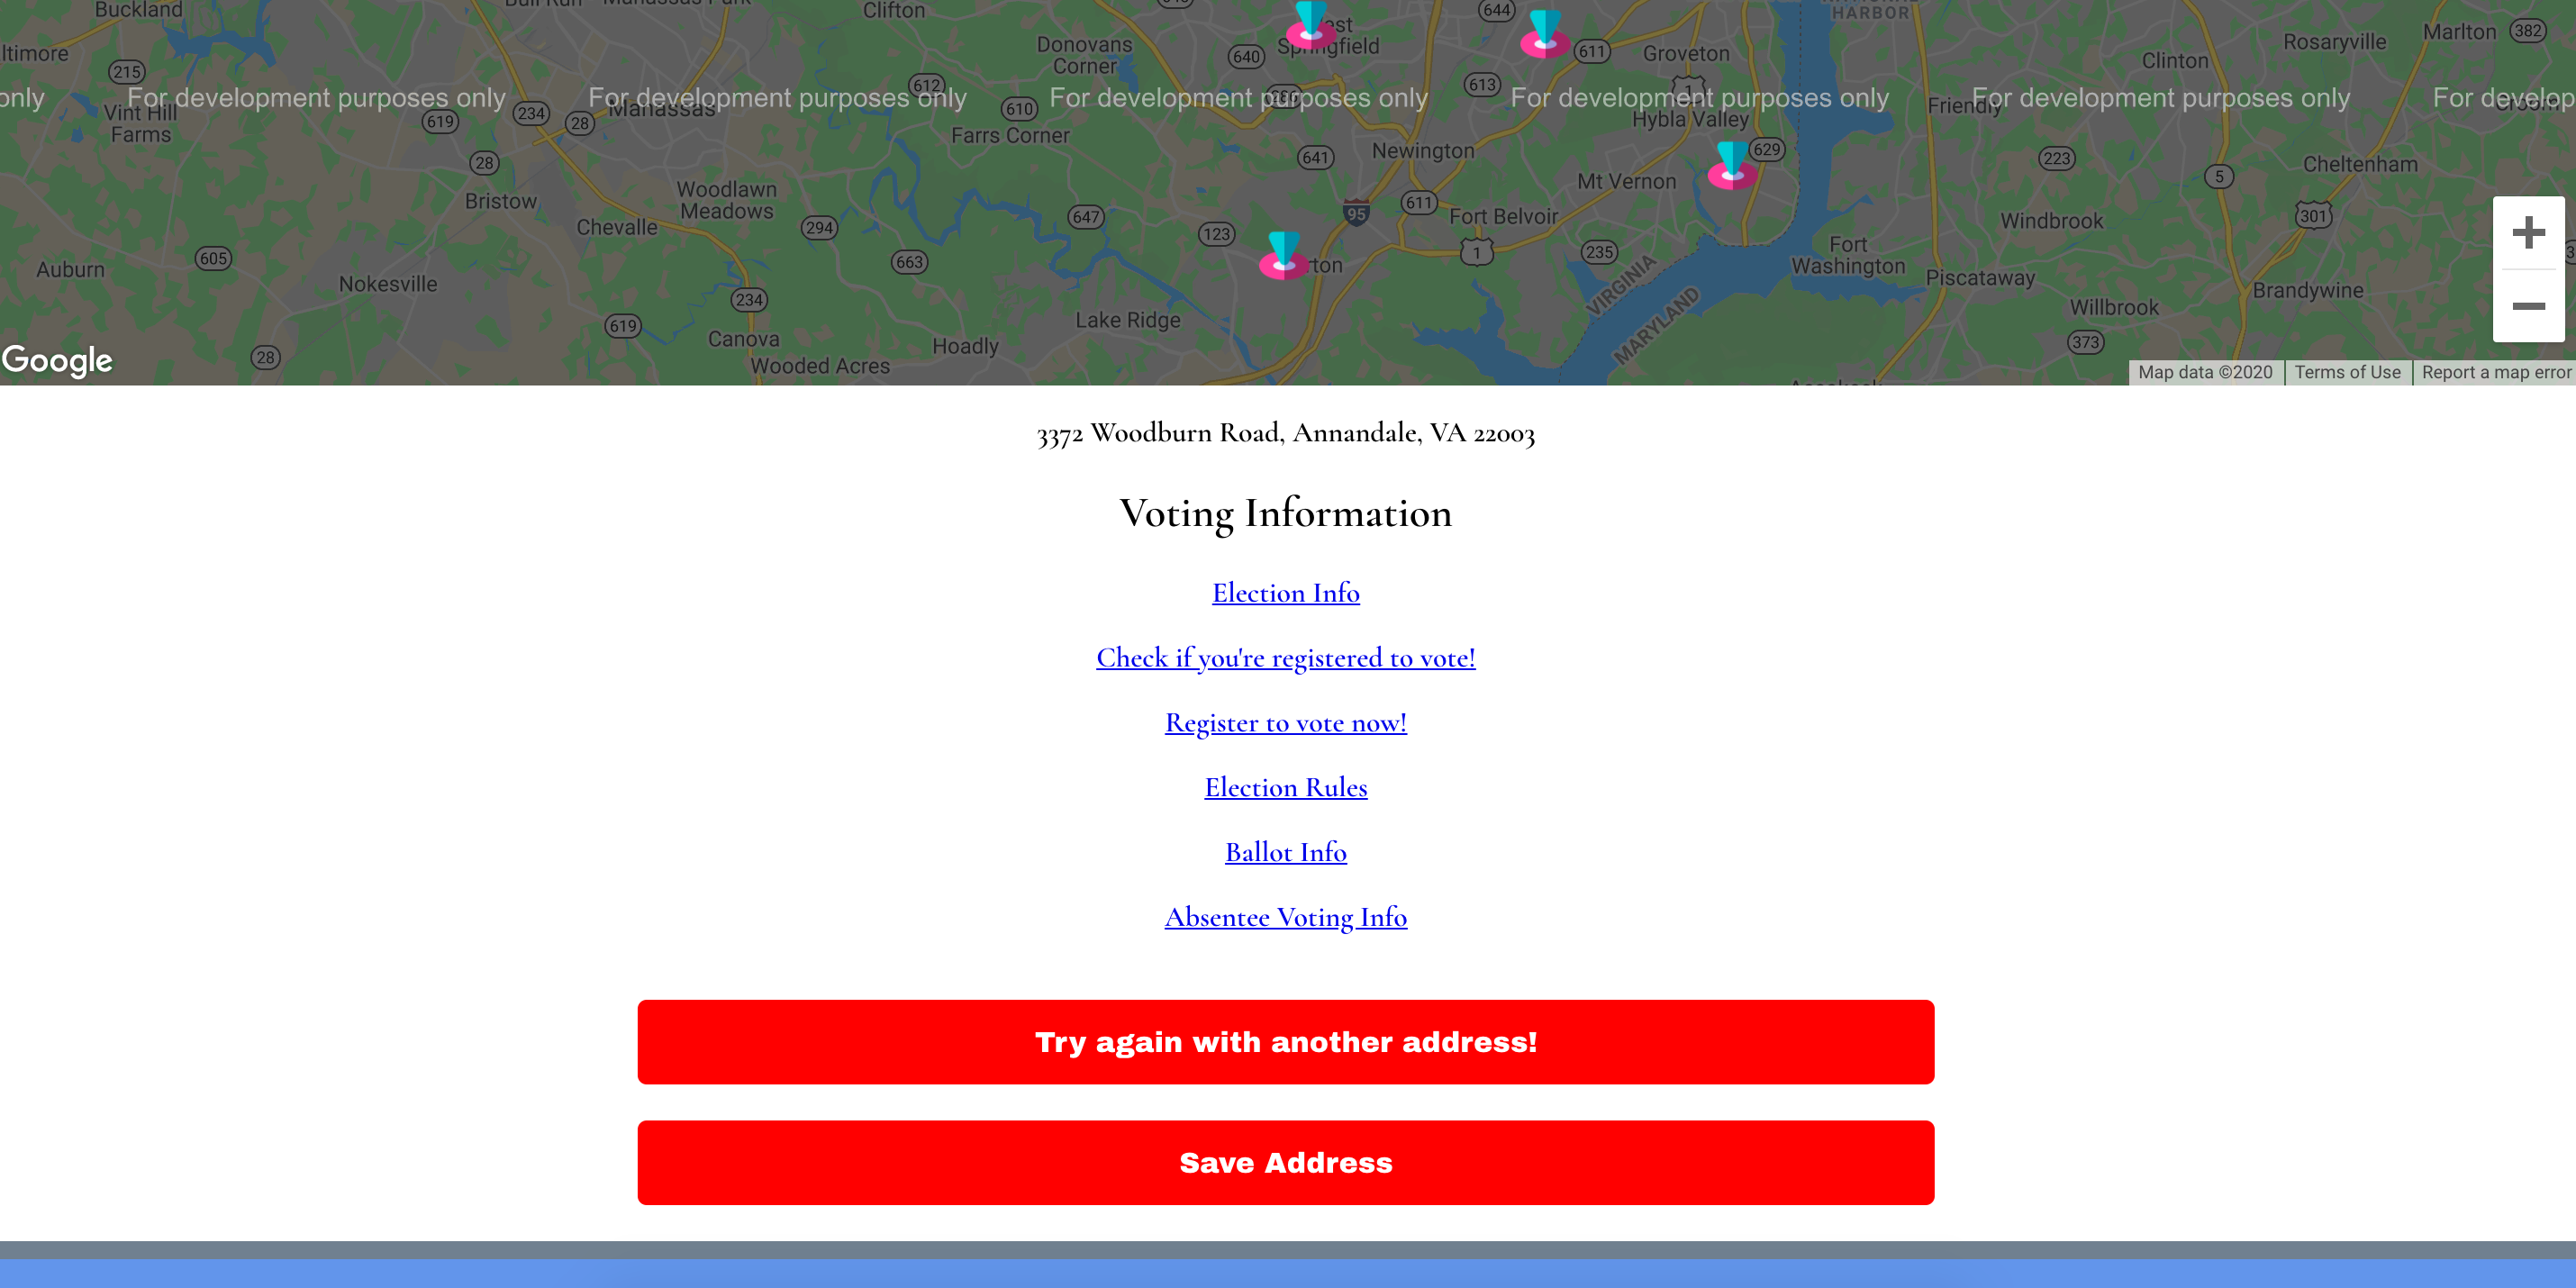 Buckland
Clifton
644
HARBOR
ltimore
215
Donovans
Corner
640
Springfield
611
Groveton
Clinton
Rosaryville
Marlton
382
only
For development purposes only
For development purposes only
For development purposes only
For development purposes only
For development purposes only
For develop
Vint Hill
Farms
619
234
28
Manassas
612
610
Farrs Corner
613
1
Hybla Valley
Friendly
28
641
Newington
629
223
5
Cheltenham
Bristow
Woodlawn
Meadows
Mt Vernon
Chevalle
294
647
123
95
611
Fort Belvoir
Windbrook
301
Auburn
605
Nokesville
663
1
235
Fort
Washington
Piscataway
234
VIRGINIA
MARYLAND
Willbrook
Brandywine
619
Canova
Lake Ridge
28
Hoadly
373
Wooded Acres
Google
Map data ©2020
Terms of Use
Report a map error
3372 Woodburn Road, Annandale, VA 22003
Voting Information
Election Info
Check if you're registered to vote!
Register to vote now!
Election Rules
Ballot Info
Absentee Voting Info
Try again with another address!
Save Address